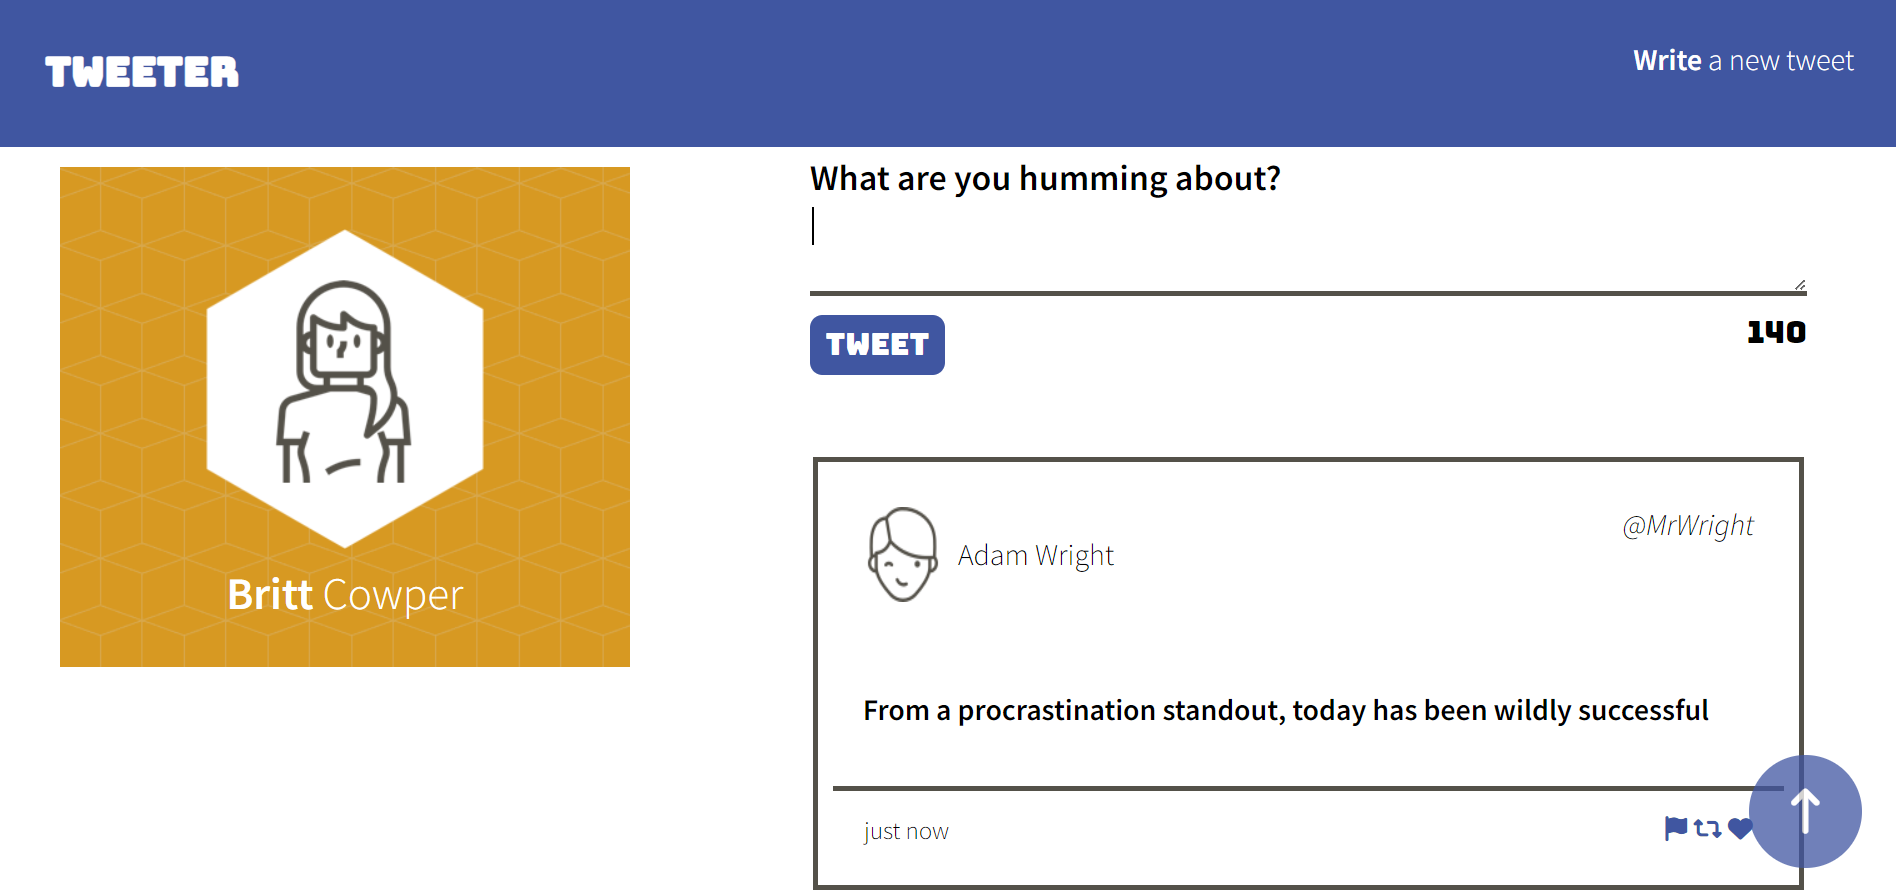 TWEETER
Write a new tweet
Britt Cowper
What are you humming about?
TWEET
140
Adam Wright
@MrWright
From a procrastination standout, today has been wildly successful
just now